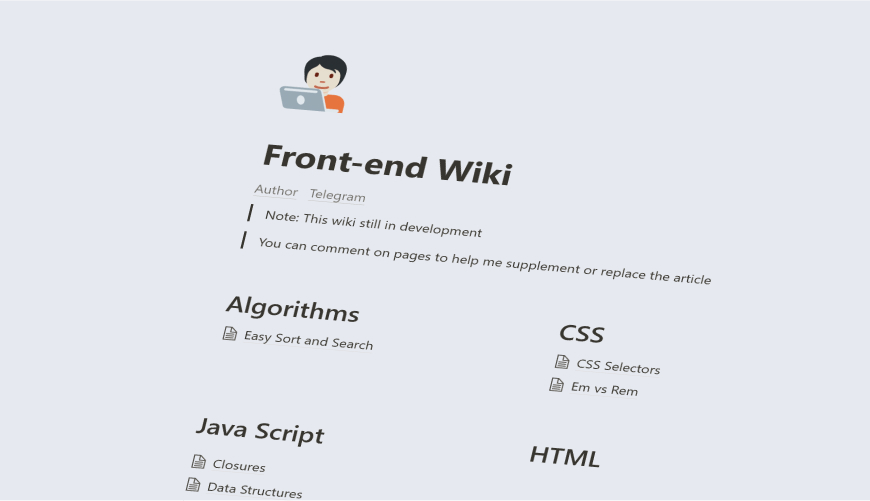 Front-end Wiki
Author Telegram
Note: This wiki still in development
You can comment on pages to help me supplement or replace the article
Algorithms
Easy Sort and Search
CSS
CSS Selectors
Em vs Rem
Java Script
Closures
Data Structures
HTML